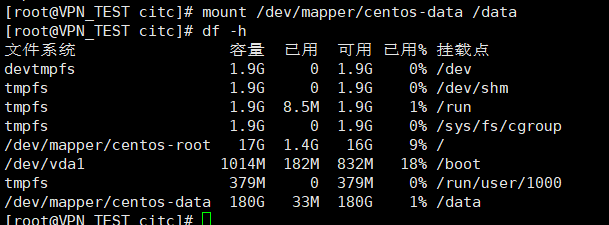 [root@VPN_TEST citc]# mount /dev/mapper/centos-data /data
[root@VPN_TEST citc]# df -h
文件系统 容量 已用 可用 已用% 挂载点
devtmpfs 1.9G 0 1.9G 0% /dev
tmpfs 1.9G 0 1.9G 0% /dev/shm
tmpfs 1.9G 8.5M 1.9G 1% /run
tmpfs 1.9G 0 1.9G 0% /sys/fs/cgroup
/dev/mapper/centos-root 17G 1.4G 16G 9% /
/dev/vda1 1014M 182M 832M 18% /boot
tmpfs 379M 0 379M 0% /run/user/1000
/dev/mapper/centos-data 180G 33M 180G 1% /data
[root@VPN_TEST citc]#